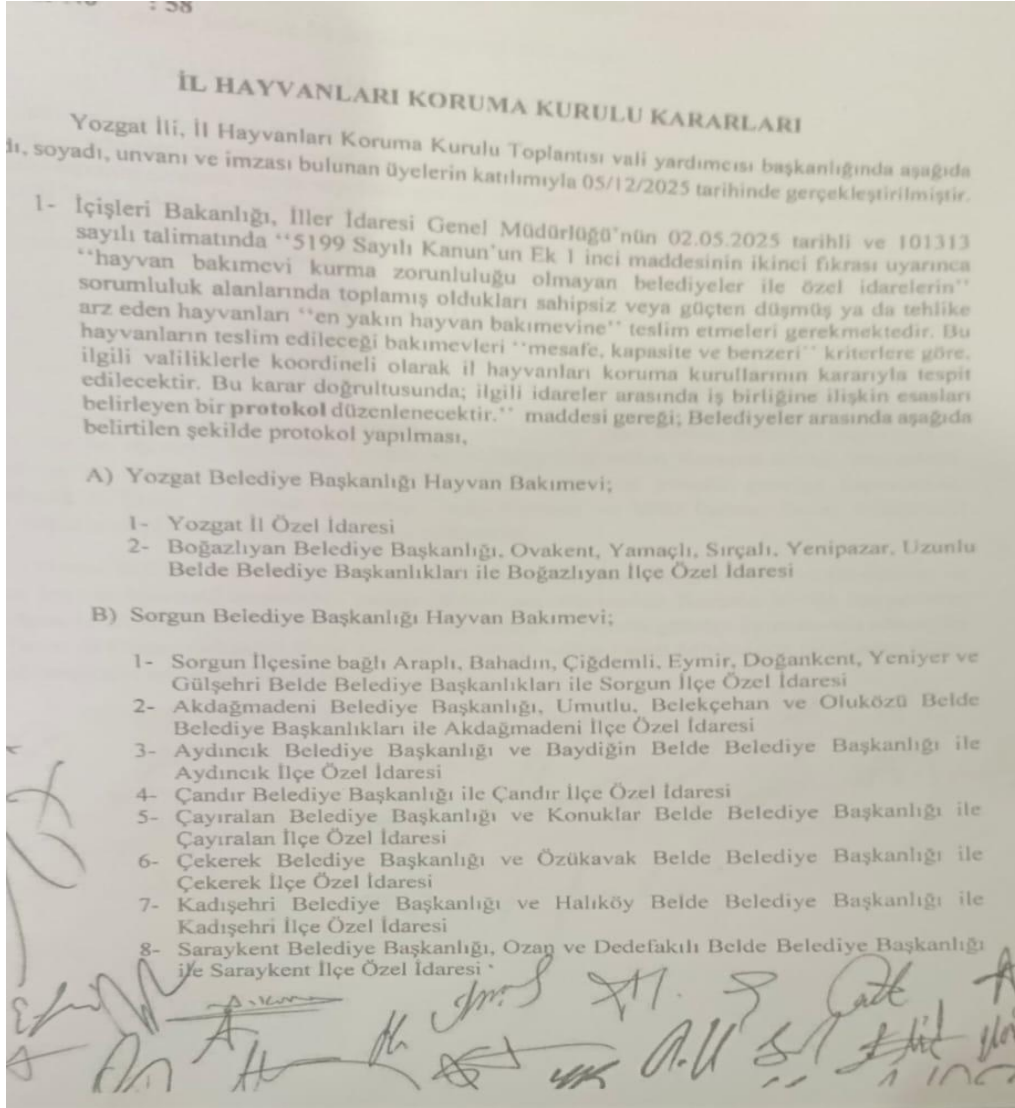 : 58
İL HAYVANLARI KORUMA KURULU KARARLARI
Yozgat İli, İl Hayvanları Koruma Kurulu Toplantısı vali yardımcısı başkanlığında aşağıda
dı, soyadı, unvanı ve imzası bulunan üyelerin katılımıyla 05/12/2025 tarihinde gerçekleştirilmiştir.
1- İçişleri Bakanlığı, İller İdaresi Genel Müdürlüğü'nün 02.05.2025 tarihli ve 101313
sayılı talimatında ''5199 Sayılı Kanun'un Ek 1 inci maddesinin ikinci fıkrası uyarınca
''hayvan bakımevi kurma zorunluluğu olmayan belediyeler ile özel idarelerin''
sorumluluk alanlarında toplamış oldukları sahipsiz veya güçten düşmüş ya da tehlike
arz eden hayvanları ''en yakın hayvan bakımevine'' teslim etmeleri gerekmektedir. Bu
hayvanların teslim edileceği bakımevleri ''mesafe, kapasite ve benzeri'' kriterlere göre,
ilgili valiliklerle koordineli olarak il hayvanları koruma kurullarının kararıyla tespit
edilecektir. Bu karar doğrultusunda; ilgili idareler arasında iş birliğine ilişkin esasları
belirleyen bir protokol düzenlenecektir.'' maddesi gereği; Belediyeler arasında aşağıda
belirtilen şekilde protokol yapılması,
A) Yozgat Belediye Başkanlığı Hayvan Bakımevi;
1- Yozgat İl Özel İdaresi
2- Boğazlıyan Belediye Başkanlığı, Ovakent, Yamaçlı, Sırçalı, Yenipazar, Uzunlu
Belde Belediye Başkanlıkları ile Boğazlıyan İlçe Özel İdaresi
B) Sorgun Belediye Başkanlığı Hayvan Bakımevi;
1- Sorgun İlçesine bağlı Araplı, Bahadın, Çiğdemli, Eymir, Doğankent, Yeniyer ve
Gülşehri Belde Belediye Başkanlıkları ile Sorgun İlçe Özel İdaresi
2- Akdağmadeni Belediye Başkanlığı, Umutlu, Belekçehan ve Oluközü Belde
Belediye Başkanlıkları ile Akdağmadeni İlçe Özel İdaresi
3- Aydıncık Belediye Başkanlığı ve Baydiğin Belde Belediye Başkanlığı ile
Aydıncık İlçe Özel İdaresi
4- Çandır Belediye Başkanlığı ile Çandır İlçe Özel İdaresi
5- Çayıralan Belediye Başkanlığı ve Konuklar Belde Belediye Başkanlığı ile
Çayıralan İlçe Özel İdaresi
6- Çekerek Belediye Başkanlığı ve Özükavak Belde Belediye Başkanlığı ile
Çekerek İlçe Özel İdaresi
7- Kadışehri Belediye Başkanlığı ve Halıköy Belde Belediye Başkanlığı ile
Kadışehri İlçe Özel İdaresi
8- Saraykent Belediye Başkanlığı, Ozan ve Dedefakılı Belde Belediye Başkanlığı
ile Saraykent İlçe Özel İdaresi